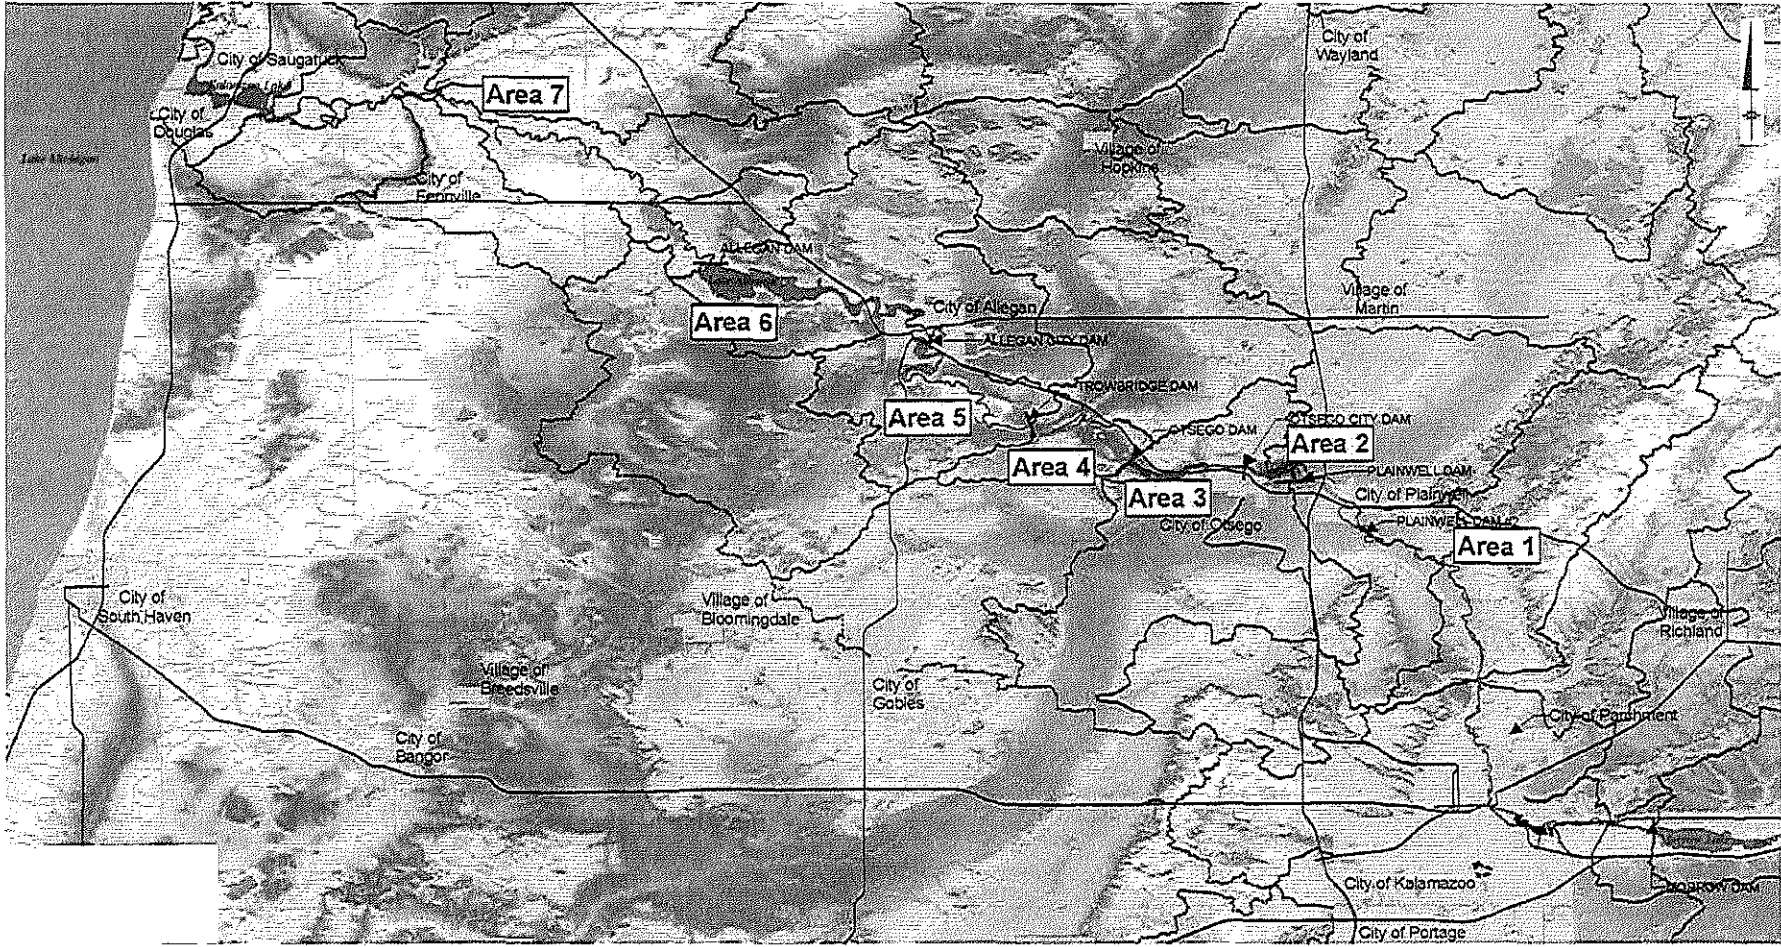 City of
Wayland
City of Saugatuck
Area 7
City of
Douglas
Lake Michigan
Village of
Hopkins
City of
Fennville
ALLEGAN DAM
Village of
Martin
City of Allegan
Area 6
ALLEGAN CITY DAM
TROWBRIDGE DAM
Area 5
OTSEGO CITY DAM
OTSEGO DAM
Area 2
Area 4
PLAINWELL DAM
Area 3
City of Plainwell
City of Otsego
PLAINWELL DAM #2
Area 1
City of
South Haven
Village of
Bloomingdale
Village of
Richland
Village of
Breedsville
City of
Gobles
City of Parchment
City of
Bangor
City of Kalamazoo
MORROW DAM
City of Portage